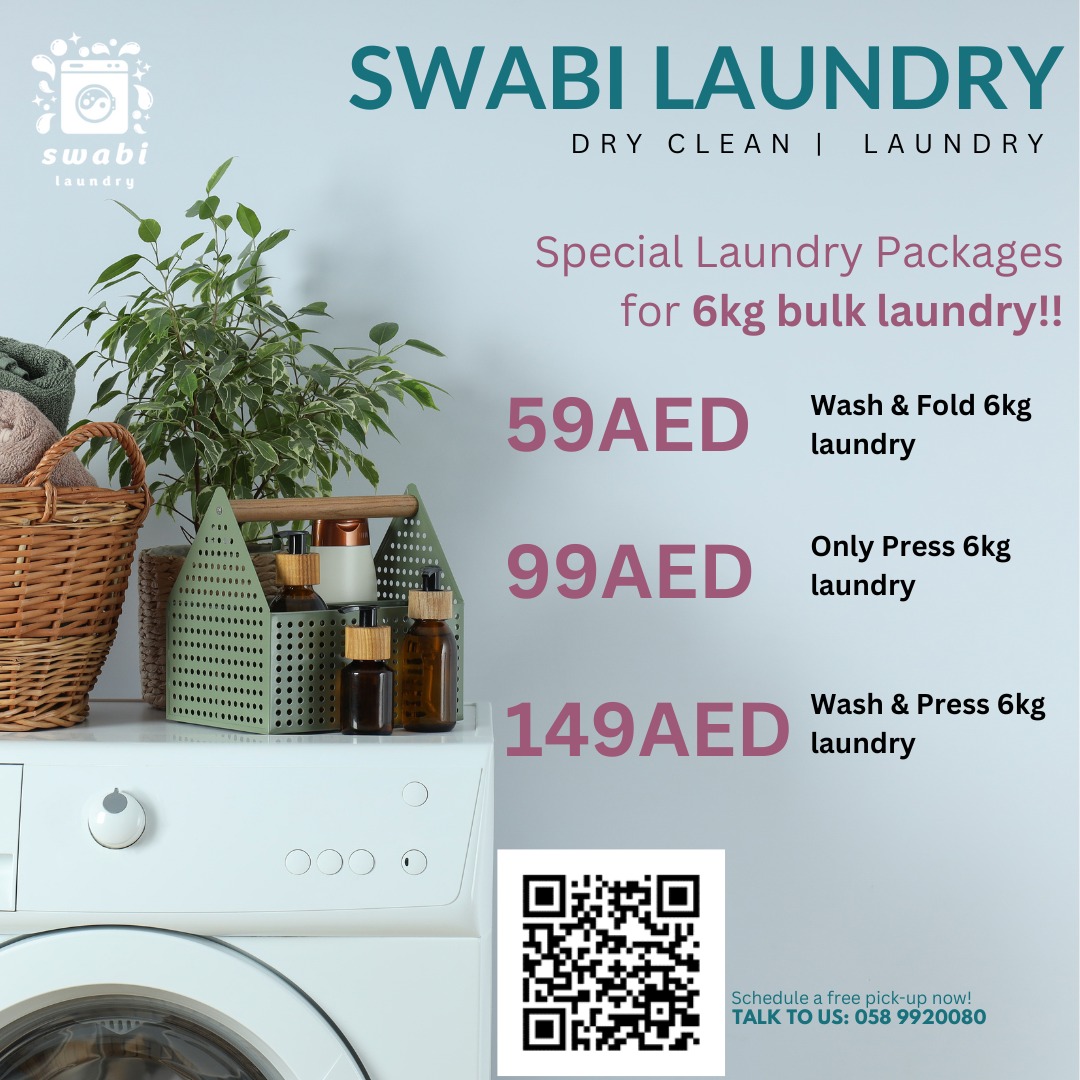 swabi
laundry
SWABI LAUNDRY
DRY CLEAN | LAUNDRY
Special Laundry Packages
for 6kg bulk laundry!!
59AED
Wash & Fold 6kg
laundry
99AED
Only Press 6kg
laundry
149AED
Wash & Press 6kg
laundry
Schedule a free pick-up now!
TALK TO US: 058 9920080